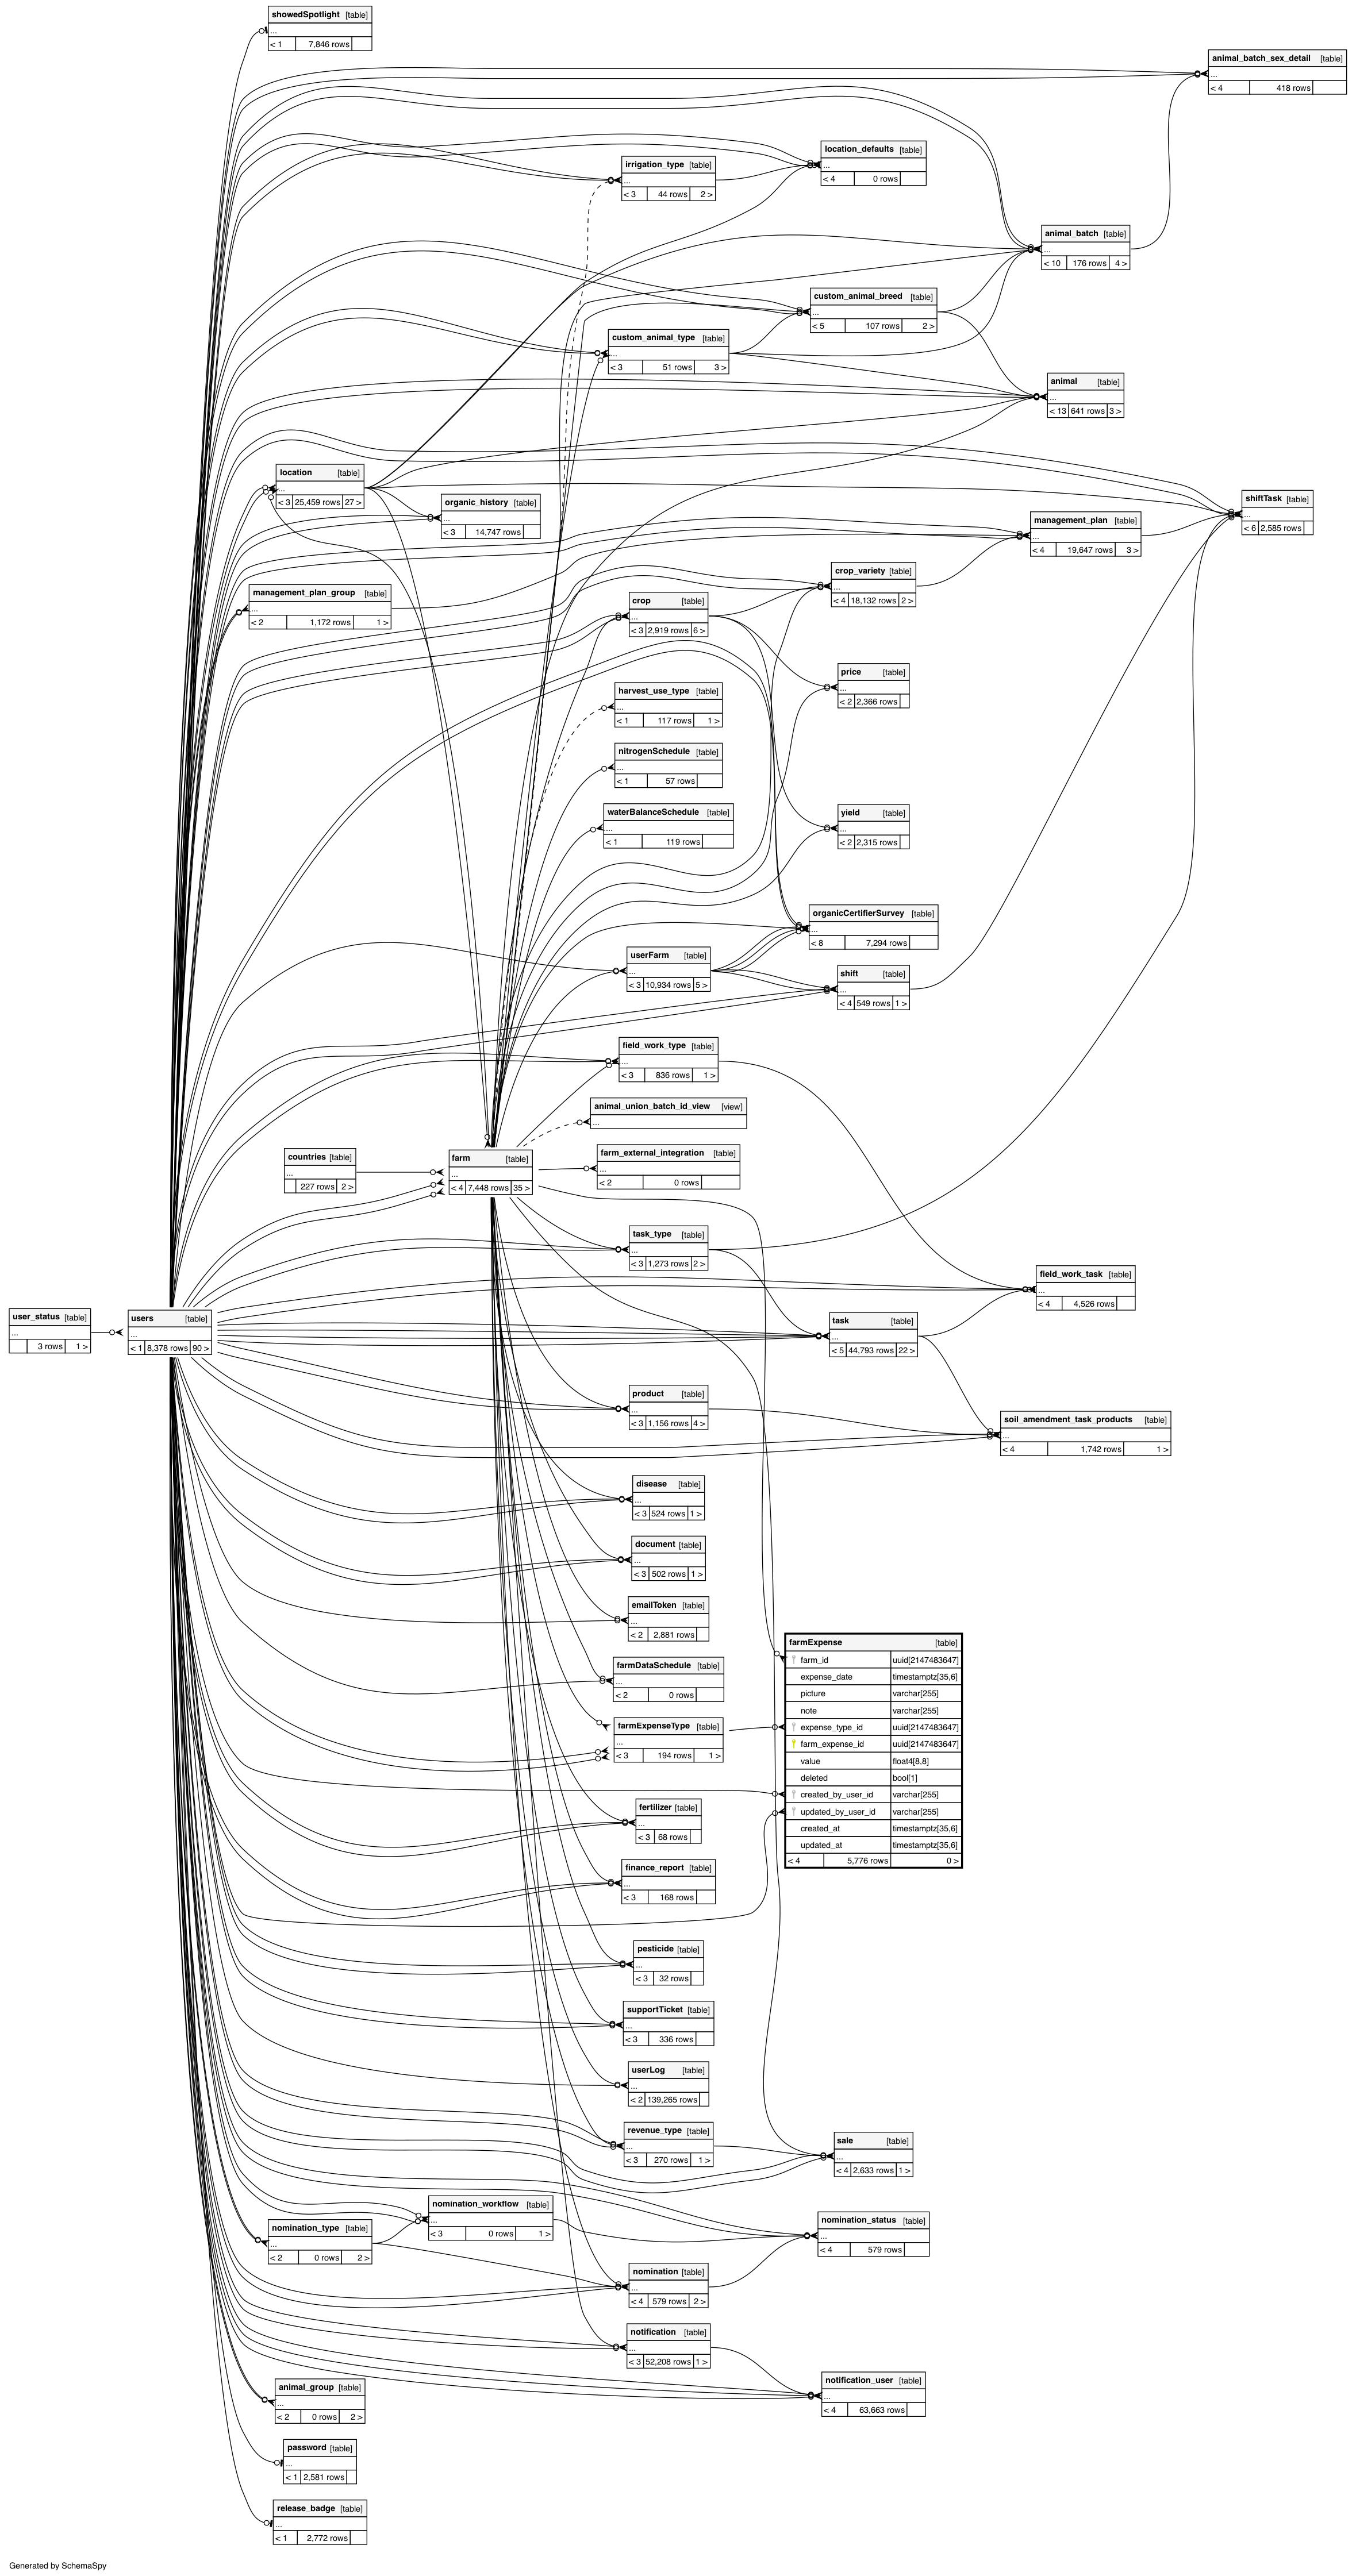 showedSpotlight [table]
...
< 1 7,846 rows
animal_batch_sex_detail [table]
...
< 4 418 rows
location_defaults [table]
...
< 4 0 rows
irrigation_type [table]
...
< 3 44 rows 2 >
animal_batch [table]
...
< 10 176 rows 4 >
custom_animal_breed [table]
...
< 5 107 rows 2 >
custom_animal_type [table]
...
< 3 51 rows 3 >
animal [table]
...
< 13 641 rows 3 >
location [table]
...
< 3 25,459 rows 27 >
organic_history [table]
...
< 3 14,747 rows
shiftTask [table]
...
< 6 2,585 rows
management_plan [table]
...
< 4 19,647 rows 3 >
crop_variety [table]
...
< 4 18,132 rows 2 >
management_plan_group [table]
...
< 2 1,172 rows 1 >
crop [table]
...
< 3 2,919 rows 6 >
price [table]
...
< 2 2,366 rows
harvest_use_type [table]
...
< 1 117 rows 1 >
nitrogenSchedule [table]
...
< 1 57 rows
waterBalanceSchedule [table]
...
< 1 119 rows
yield [table]
...
< 2 2,315 rows
organicCertifierSurvey [table]
...
< 8 7,294 rows
userFarm [table]
...
< 3 10,934 rows 5 >
shift [table]
...
< 4 549 rows 1 >
field_work_type [table]
...
< 3 836 rows 1 >
animal_union_batch_id_view [view]
...
countries [table]
...
227 rows 2 >
farm [table]
...
< 4 7,448 rows 35 >
farm_external_integration [table]
...
< 2 0 rows
task_type [table]
...
< 3 1,273 rows 2 >
field_work_task [table]
...
< 4 4,526 rows
user_status [table]
...
3 rows 1 >
users [table]
...
< 1 8,378 rows 90 >
task [table]
...
< 5 44,793 rows 22 >
product [table]
...
< 3 1,156 rows 4 >
soil_amendment_task_products [table]
...
< 4 1,742 rows 1 >
disease [table]
...
< 3 524 rows 1 >
document [table]
...
< 3 502 rows 1 >
emailToken [table]
...
< 2 2,881 rows
farmDataSchedule [table]
...
< 2 0 rows
farmExpenseType [table]
...
< 3 194 rows 1 >
farmExpense [table]
farm_id uuid[2147483647]
expense_date timestamptz[35,6]
picture varchar[255]
note varchar[255]
expense_type_id uuid[2147483647]
farm_expense_id uuid[2147483647]
value float4[8,8]
deleted bool[1]
created_by_user_id varchar[255]
updated_by_user_id varchar[255]
created_at timestamptz[35,6]
updated_at timestamptz[35,6]
< 4 5,776 rows 0 >
fertilizer [table]
...
< 3 68 rows
finance_report [table]
...
< 3 168 rows
pesticide [table]
...
< 3 32 rows
supportTicket [table]
...
< 3 336 rows
userLog [table]
...
< 2 139,265 rows
revenue_type [table]
...
< 3 270 rows 1 >
sale [table]
...
< 4 2,633 rows 1 >
nomination_workflow [table]
...
< 3 0 rows 1 >
nomination_type [table]
...
< 2 0 rows 2 >
nomination_status [table]
...
< 4 579 rows
nomination [table]
...
< 4 579 rows 2 >
notification [table]
...
< 3 52,208 rows 1 >
notification_user [table]
...
< 4 63,663 rows
animal_group [table]
...
< 2 0 rows 2 >
password [table]
...
< 1 2,581 rows
release_badge [table]
...
< 1 2,772 rows
Generated by SchemaSpy